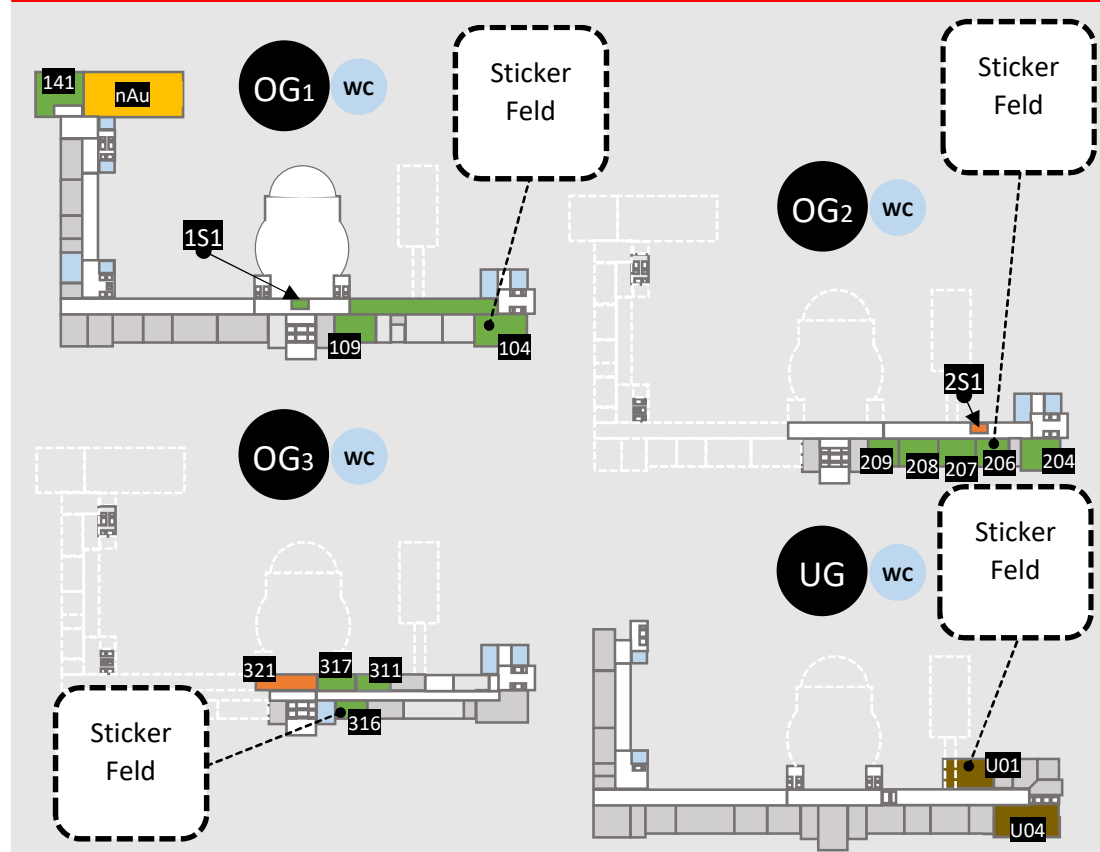 141
nAu
OG1
WC
Sticker
Feld
1S1
109
104
OG2
WC
Sticker
Feld
2S1
209
208
207
206
204
OG3
WC
321
317
311
316
Sticker
Feld
UG
WC
Sticker
Feld
U01
U04